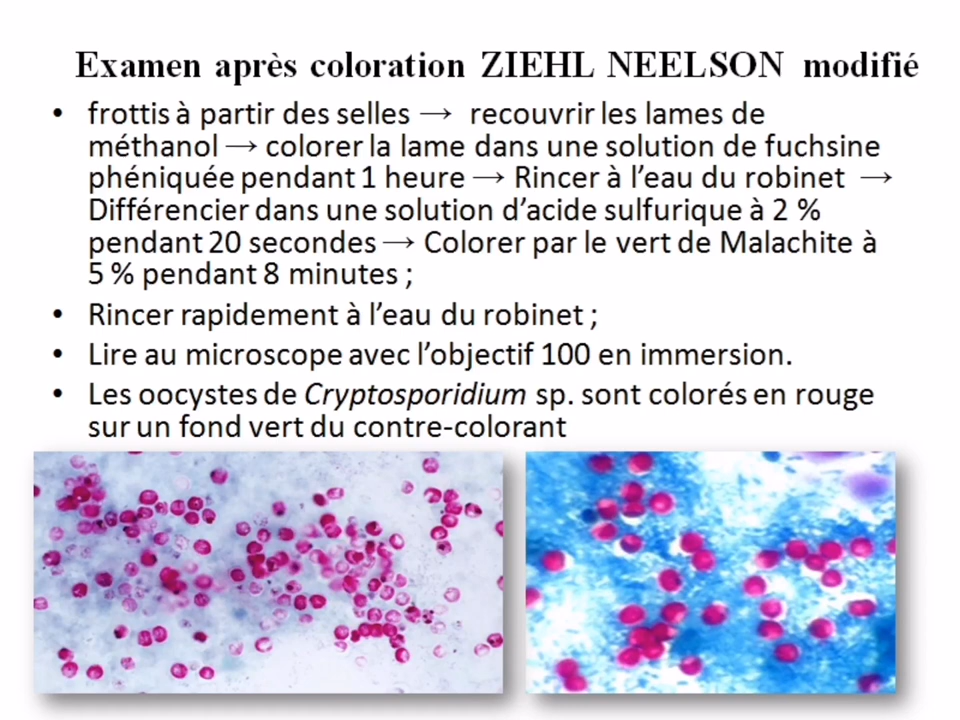 Examen après coloration ZIEHL NEELSON modifié
• frottis à partir des selles → recouvrir les lames de
méthanol → colorer la lame dans une solution de fuchsine
phéniquée pendant 1 heure → Rincer à l’eau du robinet →
Différencier dans une solution d’acide sulfurique à 2 %
pendant 20 secondes → Colorer par le vert de Malachite à
5 % pendant 8 minutes ;
• Rincer rapidement à l’eau du robinet ;
• Lire au microscope avec l’objectif 100 en immersion.
• Les oocystes de Cryptosporidium sp. sont colorés en rouge
sur un fond vert du contre-colorant